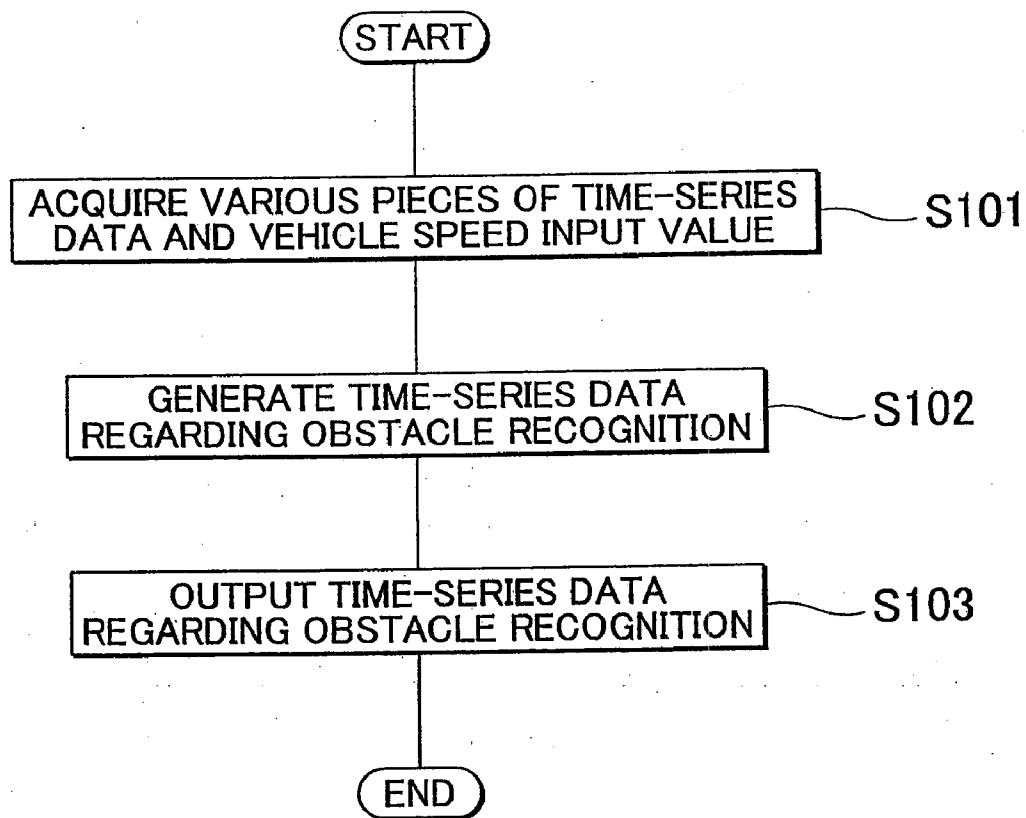 START
ACQUIRE VARIOUS PIECES OF TIME-SERIES
DATA AND VEHICLE SPEED INPUT VALUE
S101
GENERATE TIME-SERIES DATA
REGARDING OBSTACLE RECOGNITION
S102
OUTPUT TIME-SERIES DATA
REGARDING OBSTACLE RECOGNITION
S103
END